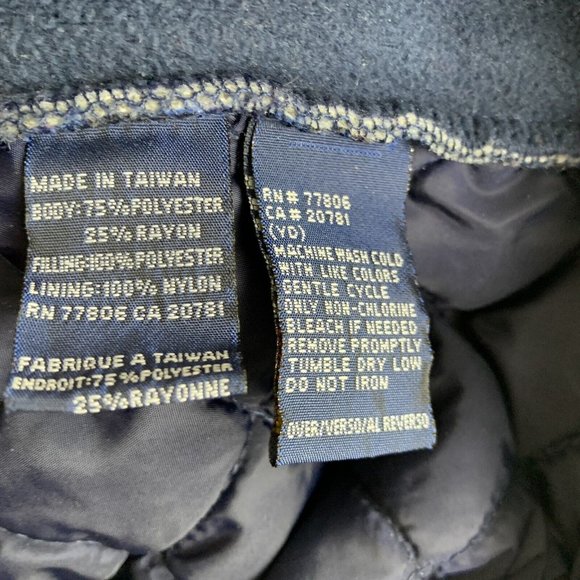 MADE IN TAIWAN
BODY:75%POLYESTER
25%RAYON
FILLING:100%POLYESTER
LINING:100%NYLON
RN 77806 CA 20781
FABRIQUE A TAIWAN
ENDROIT:75%POLYESTER
25%RAYONNE
RN# 77806
CA# 20781
(YD)
MACHINE WASH COLD
WITH LIKE COLORS
GENTLE CYCLE
ONLY NON-CHLORINE
BLEACH IF NEEDED
REMOVE PROMPTLY
TUMBLE DRY LOW
DO NOT IRON
OVER/VERSO/AL REVERSO